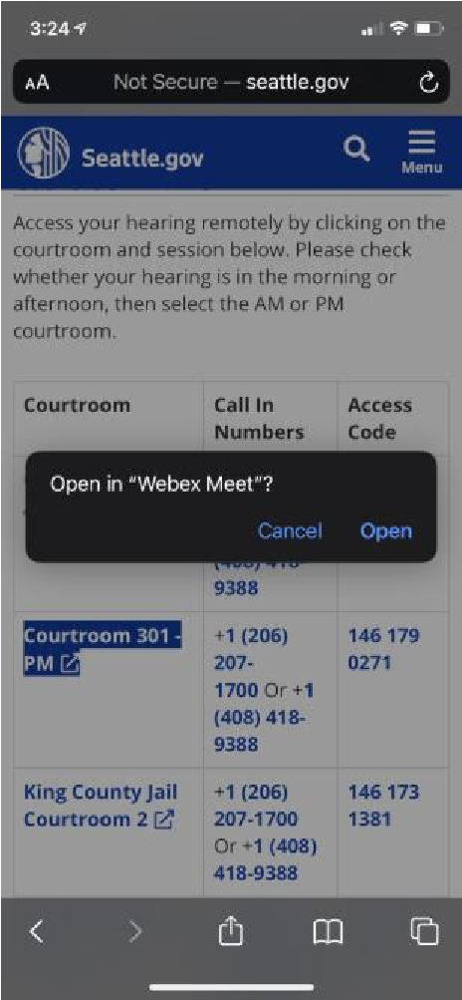 3:24
AA Not Secure — seattle.gov
Seattle.gov
Menu
Access your hearing remotely by clicking on the
courtroom and session below. Please check
whether your hearing is in the morning or
afternoon, then select the AM or PM
courtroom.
Courtroom
Call In
Numbers
Access
Code
Open in “Webex Meet”?
Cancel Open
(408) 418-
9388
Courtroom 301 -
PM
+1 (206)
207-
1700 Or +1
(408) 418-
9388
146 179
0271
King County Jail
Courtroom 2
+1 (206)
207-1700
Or +1 (408)
418-9388
146 173
1381